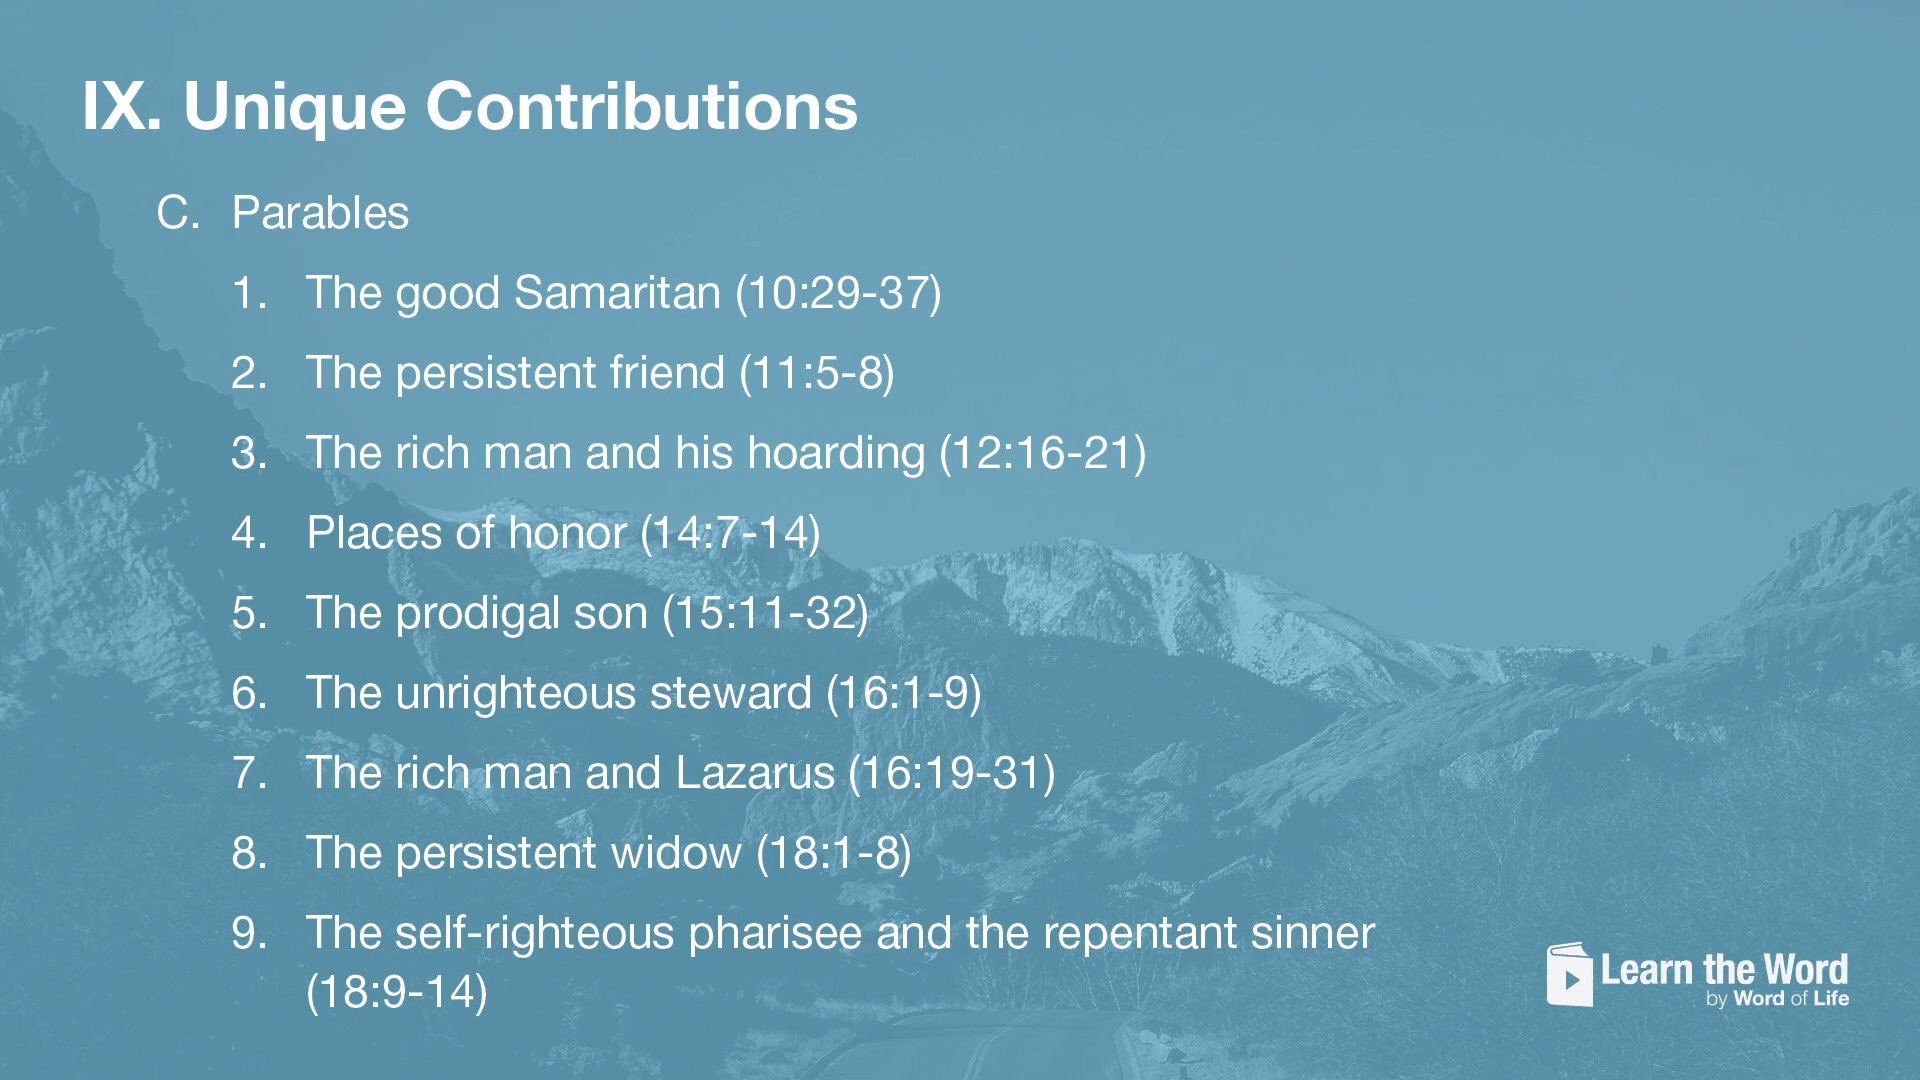 IX. Unique Contributions
C. Parables
1. The good Samaritan (10:29-37)
2. The persistent friend (11:5-8)
3. The rich man and his hoarding (12:16-21)
4. Places of honor (14:7-14)
5. The prodigal son (15:11-32)
6. The unrighteous steward (16:1-9)
7. The rich man and Lazarus (16:19-31)
8. The persistent widow (18:1-8)
9. The self-righteous pharisee and the repentant sinner
(18:9-14)
Learn the Word
by Word of Life